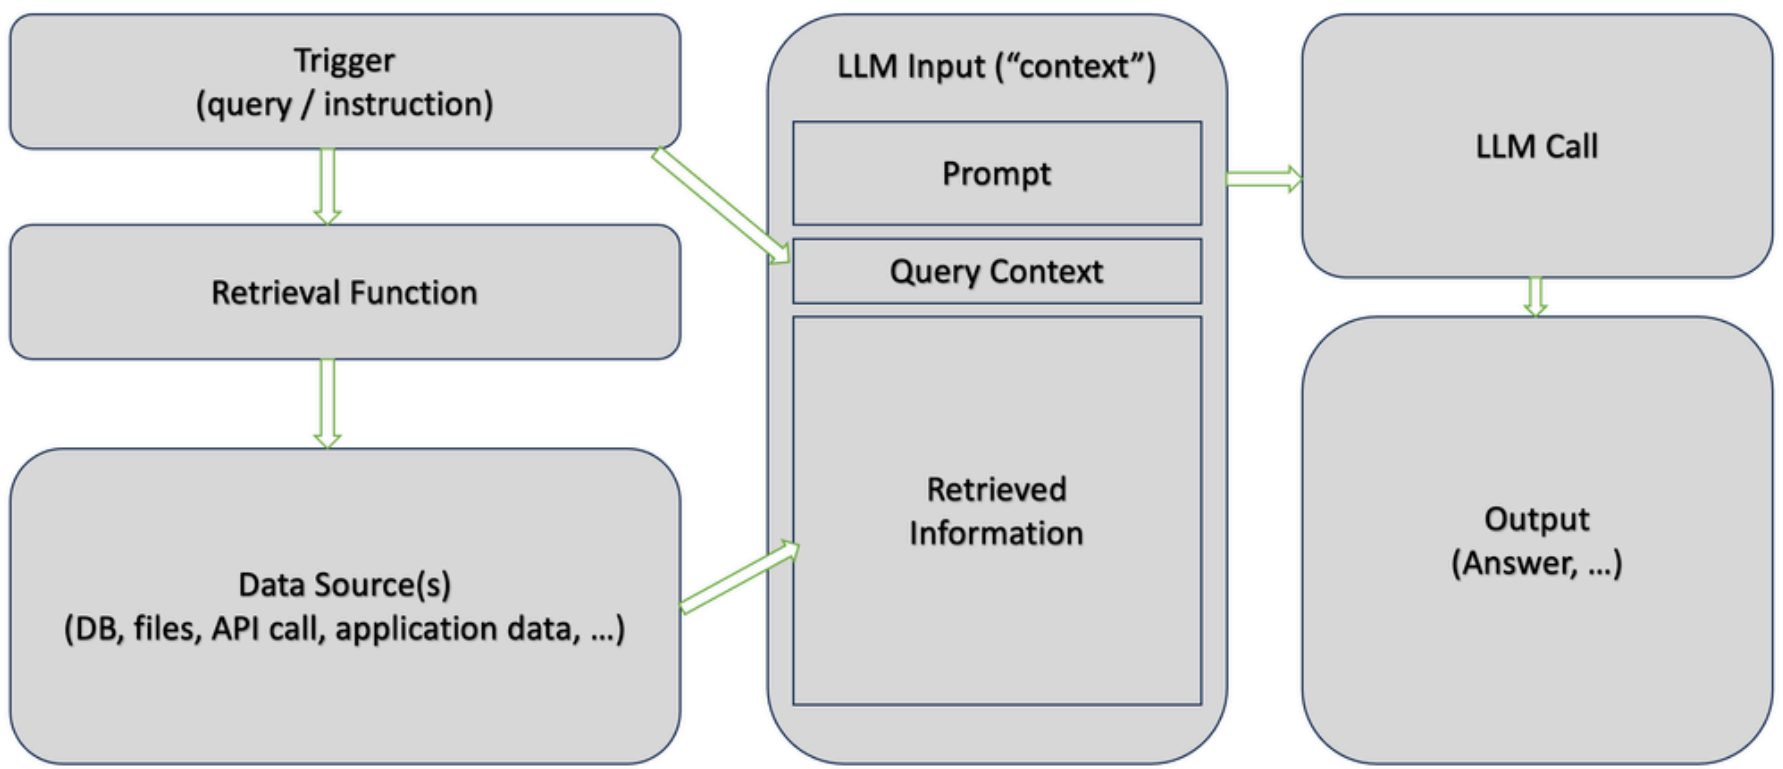 Trigger
(query / instruction)
Retrieval Function
Data Source(s)
(DB, files, API call, application data, ...)
LLM Input (“context”)
Prompt
Query Context
Retrieved
Information
LLM Call
Output
(Answer, ...)